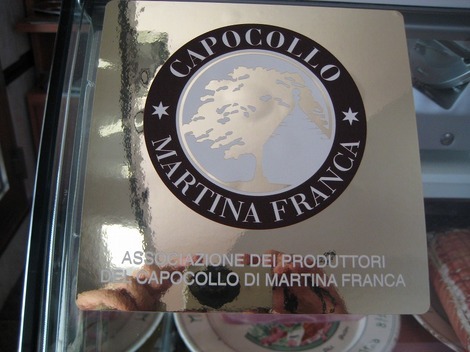 CAPOCOLLO
MARTINA FRANCA
ASSOCIAZIONE DEI PRODUTTORI
DEL CAPOCOLLO DI MARTINA FRANCA